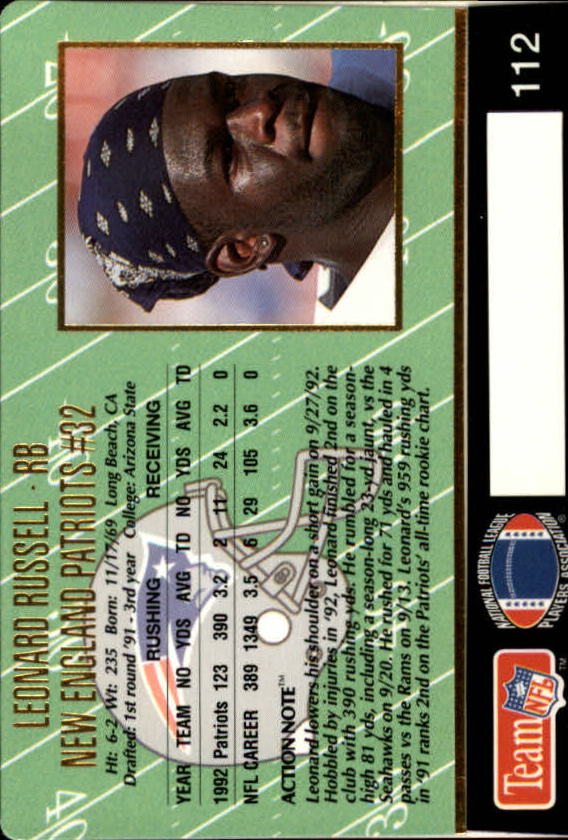 LEONARD RUSSELL · RB
NEW ENGLAND PATRIOTS #32
Ht: 6-2 Wt: 235 Born: 11/17/69 Long Beach, CA
Drafted: 1st round '91 - 3rd year College: Arizona State
RUSHING RECEIVING
YEAR TEAM NO YDS AVG TD NO YDS AVG TD
1992 Patriots 123 390 3.2 2 11 24 2.2 0
NFL CAREER 389 1349 3.5 6 29 105 3.6 0
ACTION NOTE™
Leonard lowers his shoulder on a short gain on 9/27/92.
Hobbled by injuries in '92, Leonard finished 2nd on the
club with 390 rushing yds. He rumbled for a season-
high 81 yds, including a season-long 23-yd jaunt, vs the
Seahawks on 9/20. He rushed for 71 yds and hauled in 4
passes vs the Rams on 9/13. Leonard's 959 rushing yds
in '91 ranks 2nd on the Patriots' all-time rookie chart.
Team NFL
NATIONAL FOOTBALL LEAGUE
PLAYERS ASSOCIATION
112